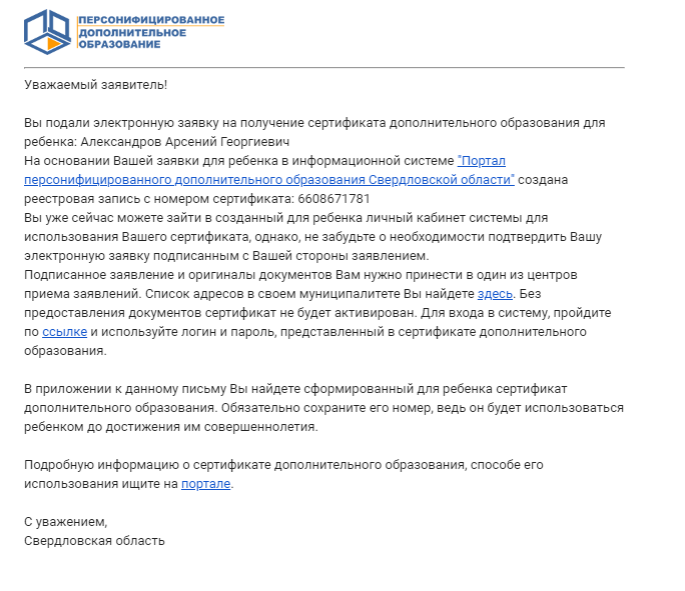 ПЕРСОНИФИЦИРОВАННОЕ
ДОПОЛНИТЕЛЬНОЕ
ОБРАЗОВАНИЕ
Уважаемый заявитель!
Вы подали электронную заявку на получение сертификата дополнительного образования для
ребенка: Александров Арсений Георгиевич
На основании Вашей заявки для ребенка в информационной системе "Портал
персонифицированного дополнительного образования Свердловской области" создана
реестровая запись с номером сертификата: 6608671781
Вы уже сейчас можете зайти в созданный для ребенка личный кабинет системы для
использования Вашего сертификата, однако, не забудьте о необходимости подтвердить Вашу
электронную заявку подписанным с Вашей стороны заявлением.
Подписанное заявление и оригиналы документов Вам нужно принести в один из центров
приема заявлений. Список адресов в своем муниципалитете Вы найдете здесь. Без
предоставления документов сертификат не будет активирован. Для входа в систему, пройдите
по ссылке и используйте логин и пароль, представленный в сертификате дополнительного
образования.
В приложении к данному письму Вы найдете сформированный для ребенка сертификат
дополнительного образования. Обязательно сохраните его номер, ведь он будет использоваться
ребенком до достижения им совершеннолетия.
Подробную информацию о сертификате дополнительного образования, способе его
использования ищите на портале.
С уважением,
Свердловская область